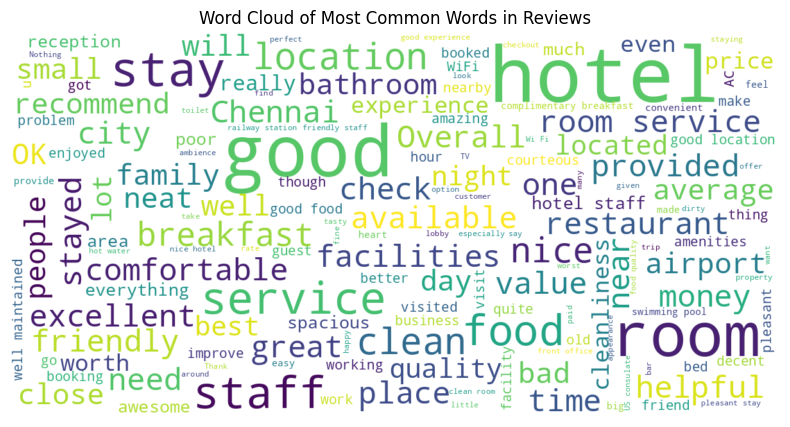 Word Cloud of Most Common Words in Reviews
reception
Nothing
got
u
small
stay
will
really
location
perfect
booked
WiFi
find
look
good experience
nearby
checkout
staying
hotel
much
even
price
AC
feel
recommend
problem
bathroom
toilet
Chennai
experience
amazing
complimentary breakfast
convenient
make
city
railway station friendly staff
room service
OK
enjoyed
poor
good
Overall
hour
Wi Fi
TV
courteous
located
good location
ambience
offer
provide
family
lot
though
check
night
one
many
provided
average
neat
well
option
customer
hotel staff
given
people
stayed
take
good food
tasty
available
made
dirty
thing
area
breakfast
fine
heart
lobby
especially say
restaurant
amenities
hot water
nice hotel
guest
facilities
nice
cleanliness
near
trip
want
comfortable
rate
better
day
visit
value
worst
food quality
airport
property
well maintained
everything
service
visited
quite
money
swimming pool
pleasant
excellent
best
spacious
happy
business
clean
food
old
paid
appearance
room
friendly
go
improve
great
working
front office
decent
worth
Thank
easy
quality
bad
bar
bed
booking
need
around
clean room
facility
US consulate
helpful
close
awesome
staff
work
place
little
time
big
friend
pleasant stay